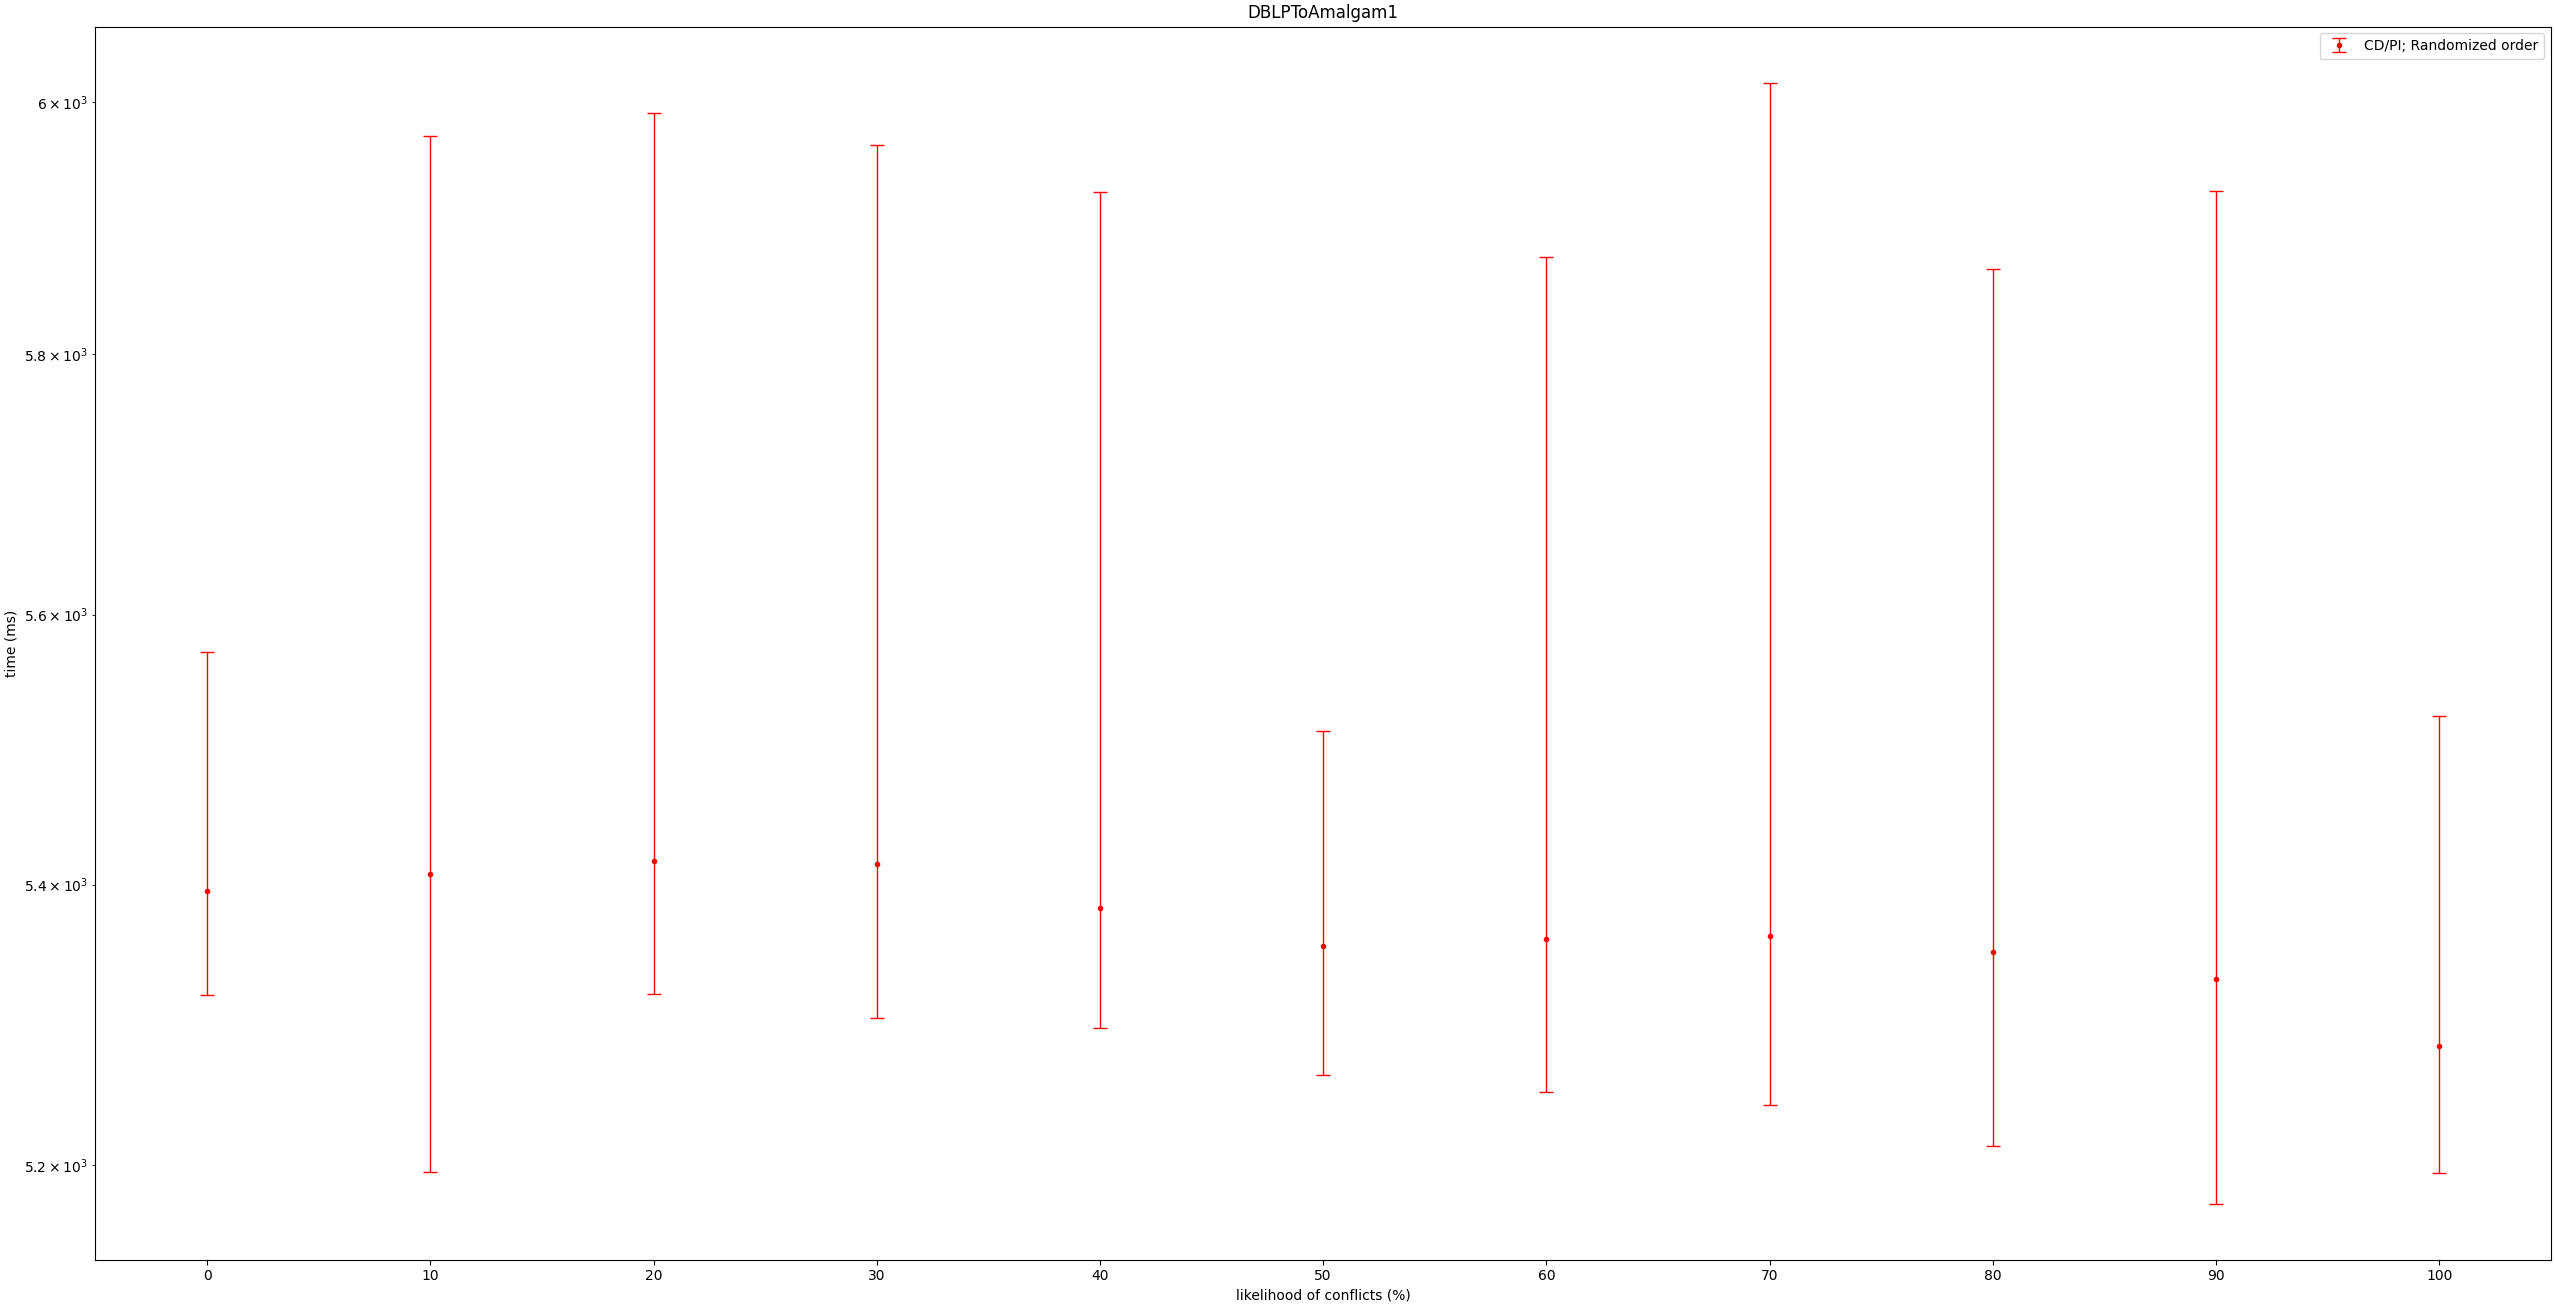 DBLPToAmalgam1
CD/PI; Randomized order
6 × 10³
5.8 × 10³
5.6 × 10³
5.4 × 10³
5.2 × 10³
time (ms)
0 10 20 30 40 50 60 70 80 90 100
likelihood of conflicts (%)